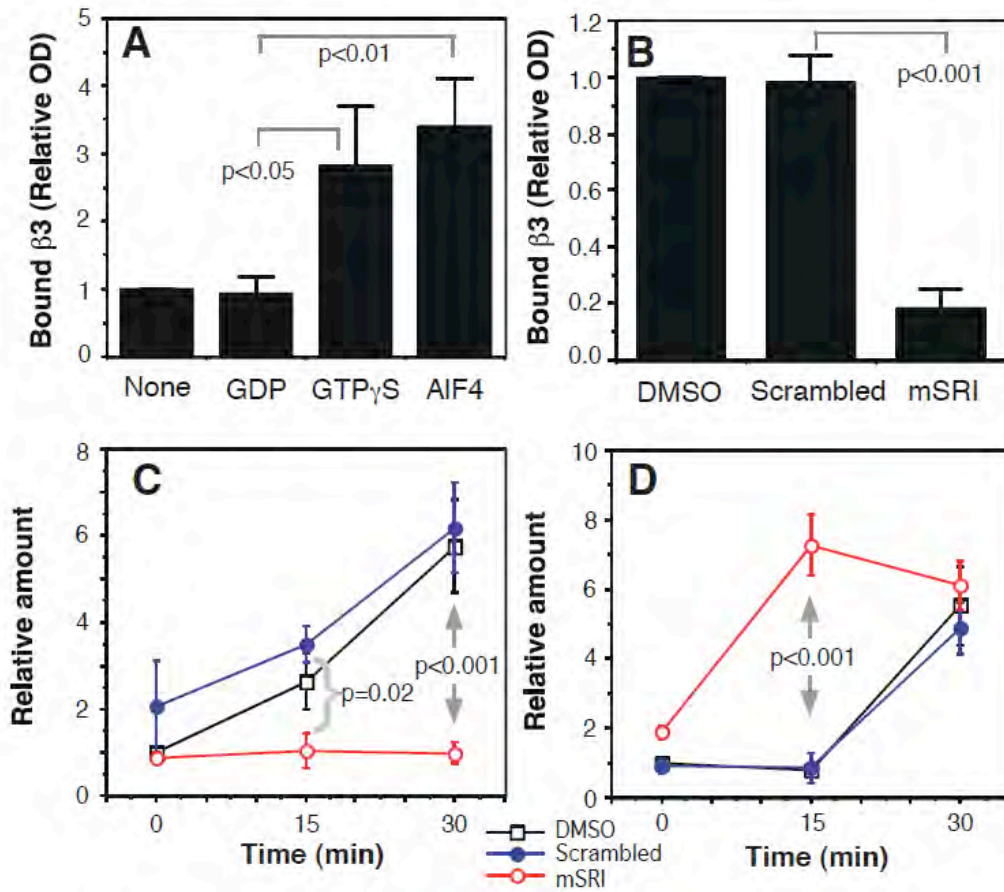 A
Bound β3 (Relative OD)
5
4
3
2
1
0
p<0.01
p<0.05
None
GDP
GTPγS
AlF4
B
Bound β3 (Relative OD)
1.2
1.0
0.8
0.6
0.4
0.2
0.0
p<0.001
DMSO
Scrambled
mSRI
C
Relative amount
8
6
4
2
0
p=0.02
p<0.001
0
15
30
Time (min)
D
Relative amount
10
8
6
4
2
0
p<0.001
0
15
30
Time (min)
DMSO
Scrambled
mSRI